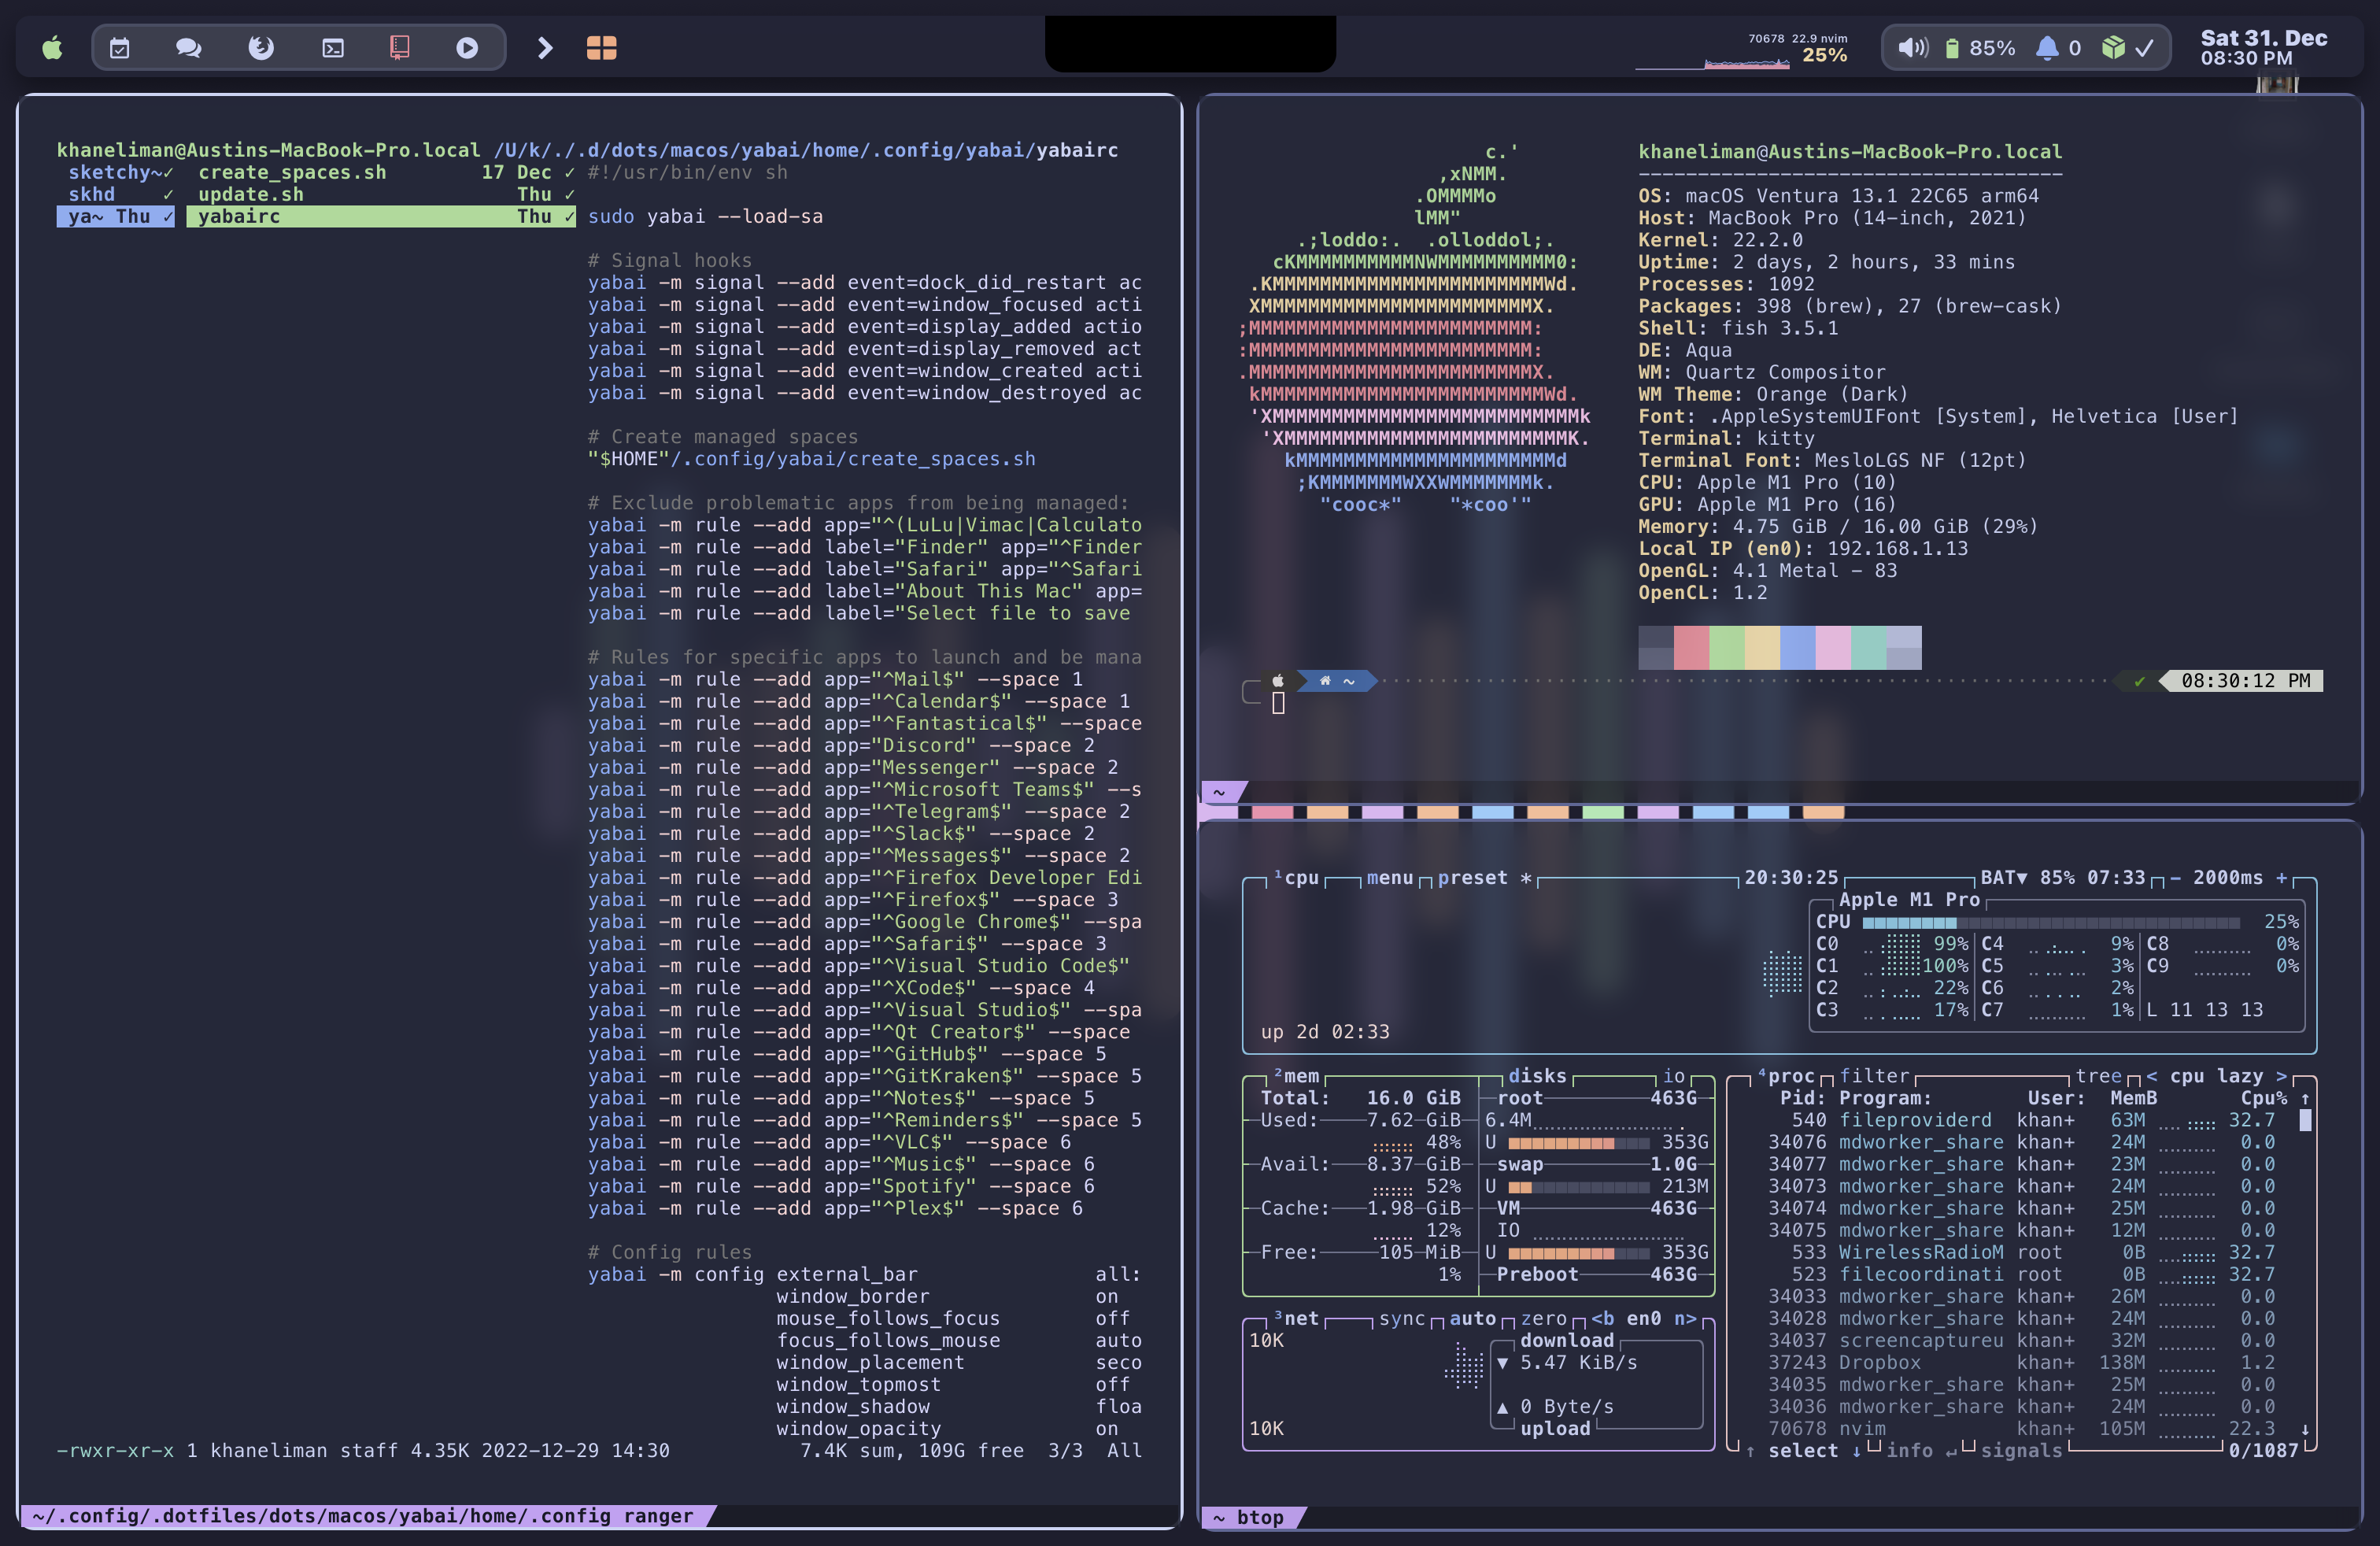 70678 22.9 nvim
25%
85%
0
Sat 31. Dec
08:30 PM
khaneliman@Austins-MacBook-Pro.local /U/k/./.d/dots/macos/yabai/home/.config/yabai/yabairc
sketchy~✓ create_spaces.sh 17 Dec ✓ #!/usr/bin/env sh
skhd ✓ update.sh Thu ✓
ya~ Thu ✓ yabairc Thu ✓ sudo yabai --load-sa
# Signal hooks
yabai -m signal --add event=dock_did_restart ac
yabai -m signal --add event=window_focused acti
yabai -m signal --add event=display_added actio
yabai -m signal --add event=display_removed act
yabai -m signal --add event=window_created acti
yabai -m signal --add event=window_destroyed ac
# Create managed spaces
"$HOME"/.config/yabai/create_spaces.sh
# Exclude problematic apps from being managed:
yabai -m rule --add app="^(LuLu|Vimac|Calculato
yabai -m rule --add label="Finder" app="^Finder
yabai -m rule --add label="Safari" app="^Safari
yabai -m rule --add label="About This Mac" app=
yabai -m rule --add label="Select file to save
# Rules for specific apps to launch and be mana
yabai -m rule --add app="^Mail$" --space 1
yabai -m rule --add app="^Calendar$" --space 1
yabai -m rule --add app="^Fantastical$" --space
yabai -m rule --add app="Discord" --space 2
yabai -m rule --add app="Messenger" --space 2
yabai -m rule --add app="^Microsoft Teams$" --s
yabai -m rule --add app="^Telegram$" --space 2
yabai -m rule --add app="^Slack$" --space 2
yabai -m rule --add app="^Messages$" --space 2
yabai -m rule --add app="^Firefox Developer Edi
yabai -m rule --add app="^Firefox$" --space 3
yabai -m rule --add app="^Google Chrome$" --spa
yabai -m rule --add app="^Safari$" --space 3
yabai -m rule --add app="^Visual Studio Code$"
yabai -m rule --add app="^XCode$" --space 4
yabai -m rule --add app="^Visual Studio$" --spa
yabai -m rule --add app="^Qt Creator$" --space
yabai -m rule --add app="^GitHub$" --space 5
yabai -m rule --add app="^GitKraken$" --space 5
yabai -m rule --add app="^Notes$" --space 5
yabai -m rule --add app="^Reminders$" --space 5
yabai -m rule --add app="^VLC$" --space 6
yabai -m rule --add app="^Music$" --space 6
yabai -m rule --add app="Spotify" --space 6
yabai -m rule --add app="^Plex$" --space 6
# Config rules
yabai -m config external_bar all:
window_border on
mouse_follows_focus off
focus_follows_mouse auto
window_placement seco
window_topmost off
window_shadow floa
window_opacity on
-rwxr-xr-x 1 khaneliman staff 4.35K 2022-12-29 14:30 7.4K sum, 109G free 3/3 All
~/.config/.dotfiles/dots/macos/yabai/home/.config ranger
c.'
,xNMM.
.OMMMMo
lMM"
.;loddo:. .olloddol;.
cKMMMMMMMMMMNWMMMMMMMMMM0:
.KMMMMMMMMMMMMMMMMMMMMMMMWd.
XMMMMMMMMMMMMMMMMMMMMMMMX.
;MMMMMMMMMMMMMMMMMMMMMMMM:
:MMMMMMMMMMMMMMMMMMMMMMMM:
.MMMMMMMMMMMMMMMMMMMMMMMMX.
kMMMMMMMMMMMMMMMMMMMMMMMMWd.
'XMMMMMMMMMMMMMMMMMMMMMMMMMMk
'XMMMMMMMMMMMMMMMMMMMMMMMMK.
kMMMMMMMMMMMMMMMMMMMMMMd
;KMMMMMMMWXXWMMMMMMMk.
"cooc*" "*coo'"
khaneliman@Austins-MacBook-Pro.local
------------------------------------
OS: macOS Ventura 13.1 22C65 arm64
Host: MacBook Pro (14-inch, 2021)
Kernel: 22.2.0
Uptime: 2 days, 2 hours, 33 mins
Processes: 1092
Packages: 398 (brew), 27 (brew-cask)
Shell: fish 3.5.1
DE: Aqua
WM: Quartz Compositor
WM Theme: Orange (Dark)
Font: .AppleSystemUIFont [System], Helvetica [User]
Terminal: kitty
Terminal Font: MesloLGS NF (12pt)
CPU: Apple M1 Pro (10)
GPU: Apple M1 Pro (16)
Memory: 4.75 GiB / 16.00 GiB (29%)
Local IP (en0): 192.168.1.13
OpenGL: 4.1 Metal - 83
OpenCL: 1.2
~ ✔ 08:30:12 PM
~
¹cpu menu preset * 20:30:25 BAT▼ 85% 07:33 - 2000ms +
Apple M1 Pro
CPU 25%
C0 99% C4 9% C8 0%
C1 100% C5 3% C9 0%
C2 22% C6 2%
C3 17% C7 1% L 11 13 13
up 2d 02:33
²mem disks io
Total: 16.0 GiB root 463G
Used: 7.62 GiB 6.4M
48% U 353G
Avail: 8.37 GiB swap 1.0G
52% U 213M
Cache: 1.98 GiB VM 463G
12% IO
Free: 105 MiB U 353G
1% Preboot 463G
³net sync auto zero <b en0 n>
10K download
▼ 5.47 KiB/s
▲ 0 Byte/s
10K upload
⁴proc filter tree < cpu lazy >
Pid: Program: User: MemB Cpu% ↑
540 fileproviderd khan+ 63M 32.7
34076 mdworker_share khan+ 24M 0.0
34077 mdworker_share khan+ 23M 0.0
34073 mdworker_share khan+ 24M 0.0
34074 mdworker_share khan+ 25M 0.0
34075 mdworker_share khan+ 12M 0.0
533 WirelessRadioM root 0B 32.7
523 filecoordinati root 0B 32.7
34033 mdworker_share khan+ 26M 0.0
34028 mdworker_share khan+ 24M 0.0
34037 screencaptureu khan+ 32M 0.0
37243 Dropbox khan+ 138M 1.2
34035 mdworker_share khan+ 25M 0.0
34036 mdworker_share khan+ 24M 0.0
70678 nvim khan+ 105M 22.3 ↓
↑ select ↓ info ↵ signals 0/1087
~ btop